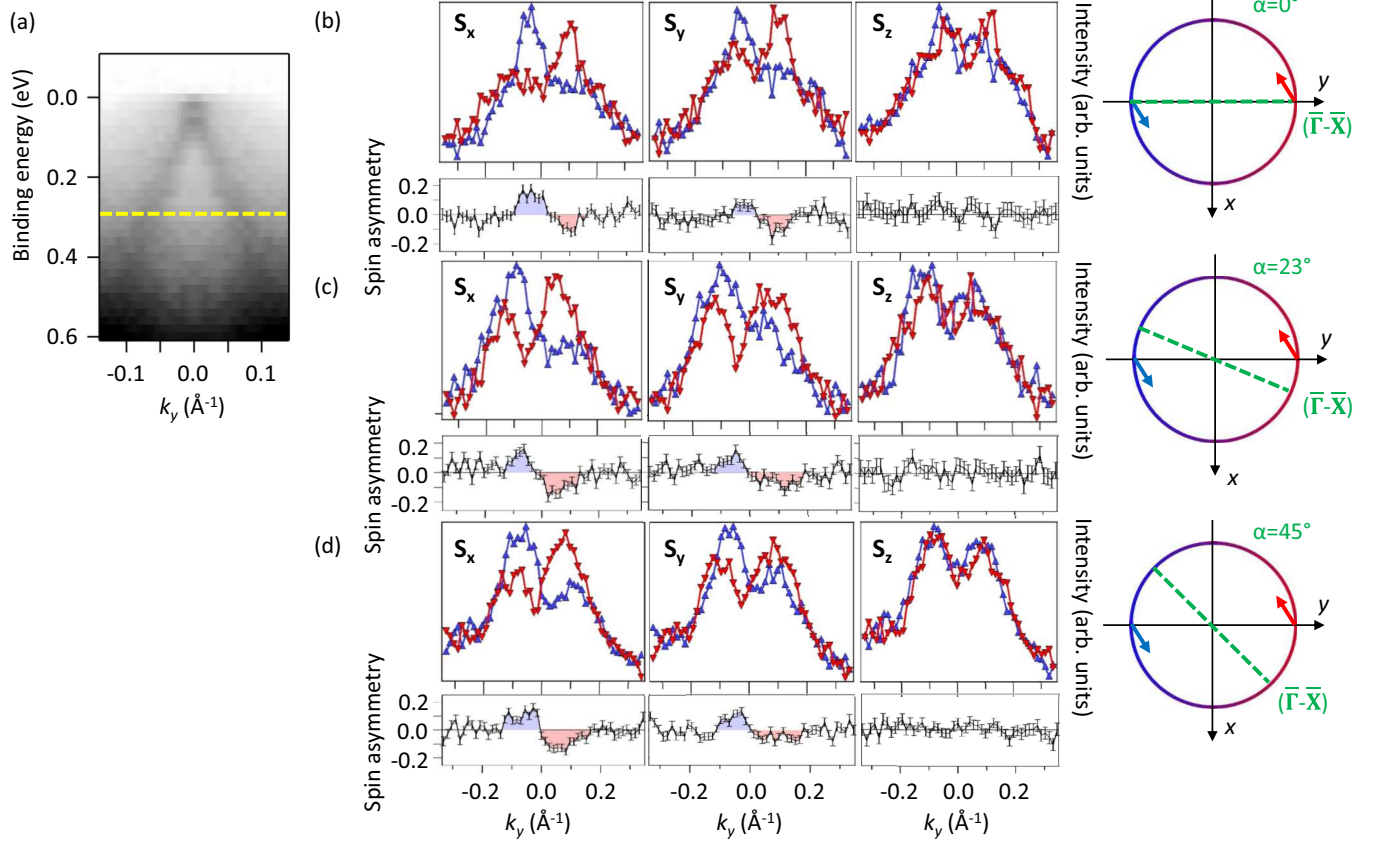 (a)
Binding energy (eV)
0.0
0.2
0.4
0.6
-0.1
0.0
0.1
k_y (Å⁻¹)
(b)
Sₓ
S_y
S_z
Spin asymmetry
0.2
0.0
-0.2
Intensity (arb. units)
α=0°
y
(Γ̅-X̅)
x
(c)
Sₓ
S_y
S_z
Spin asymmetry
0.2
0.0
-0.2
Intensity (arb. units)
α=23°
y
(Γ̅-X̅)
x
(d)
Sₓ
S_y
S_z
Spin asymmetry
0.2
0.0
-0.2
Intensity (arb. units)
α=45°
y
(Γ̅-X̅)
x
-0.2 0.0 0.2
-0.2 0.0 0.2
-0.2 0.0 0.2
k_y (Å⁻¹)
k_y (Å⁻¹)
k_y (Å⁻¹)